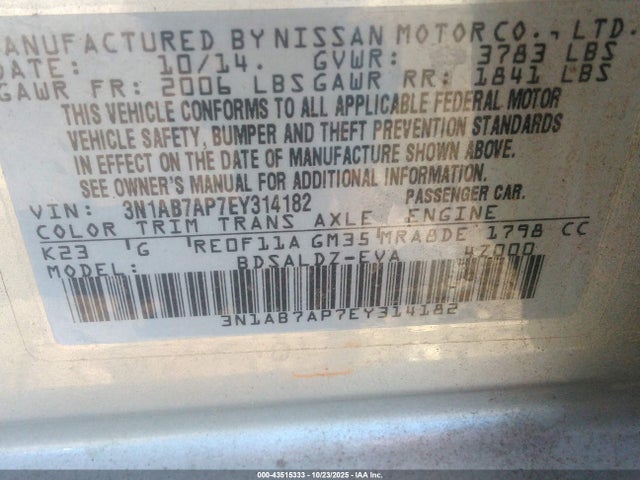 MANUFACTURED BY NISSAN MOTOR CO., LTD.
DATE: 10/14. GVWR: 3783 LBS
GAWR FR: 2006 LBS GAWR RR: 1841 LBS
THIS VEHICLE CONFORMS TO ALL APPLICABLE FEDERAL MOTOR
VEHICLE SAFETY, BUMPER AND THEFT PREVENTION STANDARDS
IN EFFECT ON THE DATE OF MANUFACTURE SHOWN ABOVE.
SEE OWNER'S MANUAL FOR ADDITIONAL INFORMATION.
VIN: 3N1AB7AP7EY314182 PASSENGER CAR.
COLOR TRIM TRANS AXLE ENGINE
K23 G RE0F11A GM35 MRA8DE 1798 CC
MODEL: BDSALDZ-EVA 4Z000
3N1AB7AP7EY314182
000-43515333 - 10/23/2025 - IAAI, Inc.